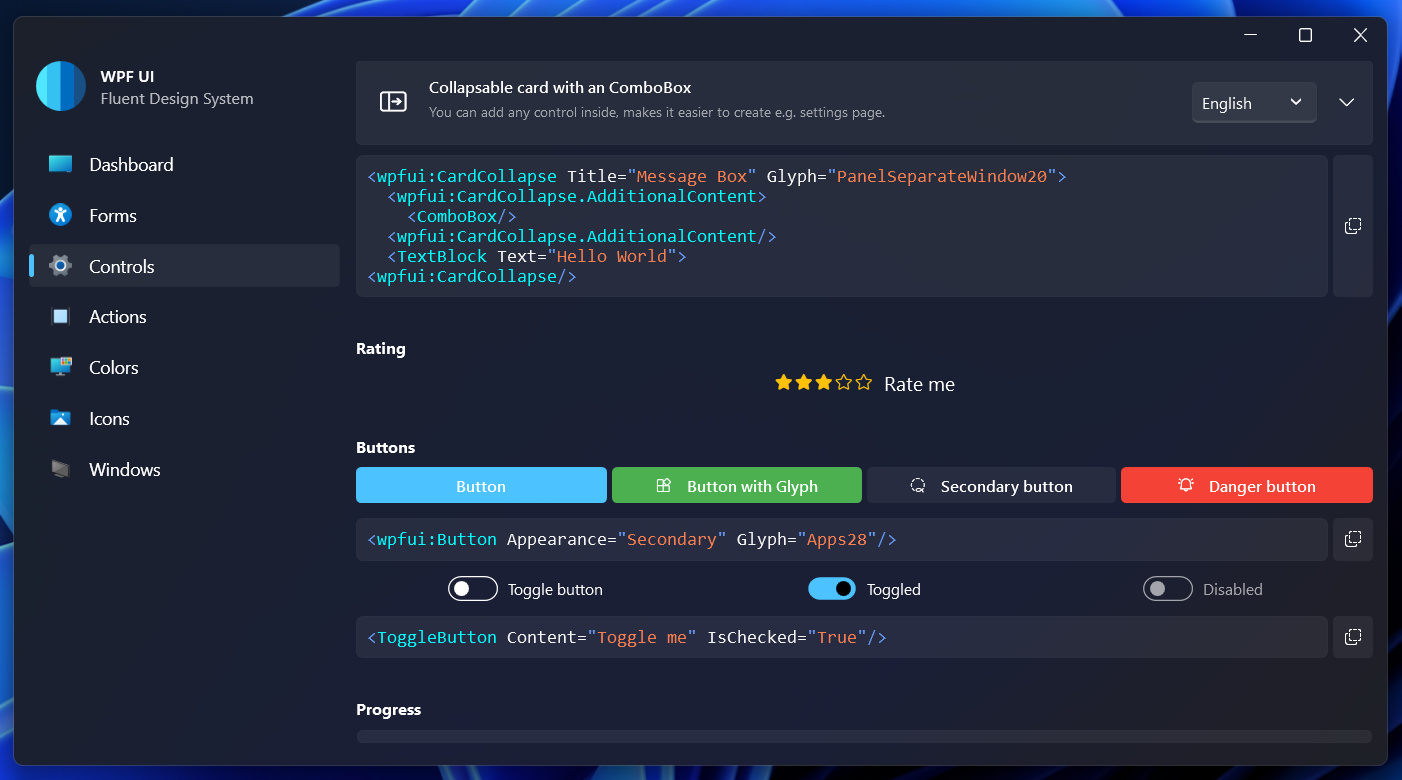 WPF UI
Fluent Design System
Dashboard
Forms
Controls
Actions
Colors
Icons
Windows
Collapsable card with an ComboBox
You can add any control inside, makes it easier to create e.g. settings page.
English
<wpfui:CardCollapse Title="Message Box" Glyph="PanelSeparateWindow20">
  <wpfui:CardCollapse.AdditionalContent>
    <ComboBox/>
  <wpfui:CardCollapse.AdditionalContent/>
  <TextBlock Text="Hello World">
<wpfui:CardCollapse/>
Rating
Rate me
Buttons
Button
Button with Glyph
Secondary button
Danger button
<wpfui:Button Appearance="Secondary" Glyph="Apps28"/>
Toggle button
Toggled
Disabled
<ToggleButton Content="Toggle me" IsChecked="True"/>
Progress